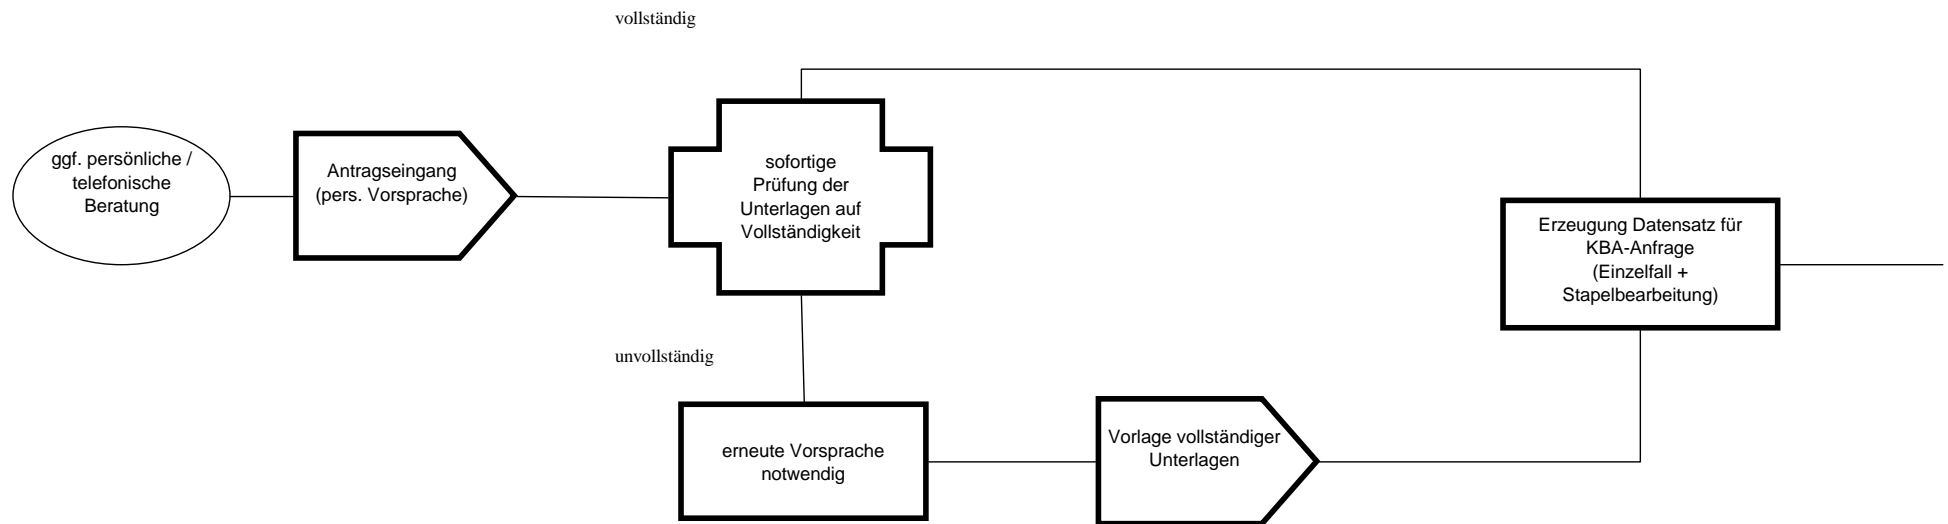 vollständig
ggf. persönliche /
telefonische
Beratung
Antragseingang
(pers. Vorsprache)
sofortige
Prüfung der
Unterlagen auf
Vollständigkeit
Erzeugung Datensatz für
KBA-Anfrage
(Einzelfall +
Stapelbearbeitung)
unvollständig
erneute Vorsprache
notwendig
Vorlage vollständiger
Unterlagen